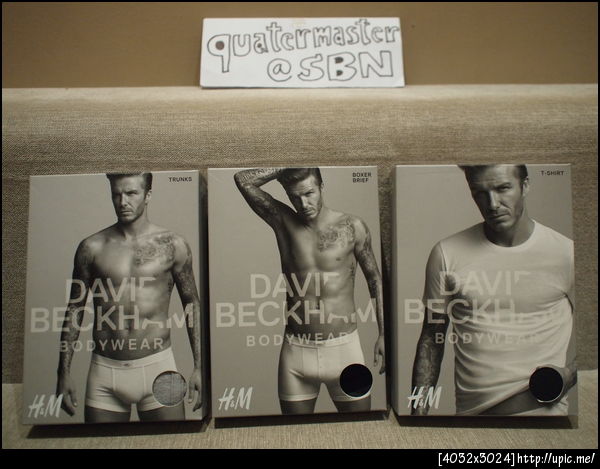 quatermaster
@SBN
TRUNKS
DAVID
BECKHAM
BODYWEAR
H&M
BOXER
BRIEF
DAVID
BECKHAM
BODYWEAR
H&M
T-SHIRT
DAVID
BECKHAM
BODYWEAR
H&M
[4032x3024]http://upic.me/